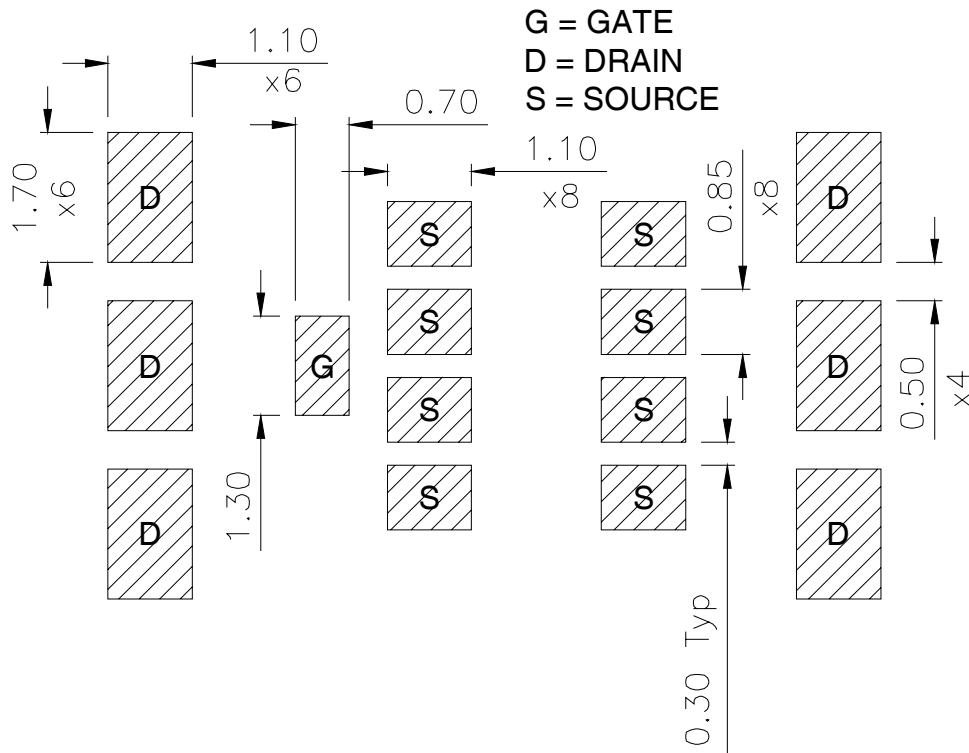 G = GATE
D = DRAIN
S = SOURCE
1.10
x6
0.70
1.10
x8
0.85
x8
1.70
x6
D
D
S
S
S
S
D
G
D
S
S
0.50
x4
1.30
S
S
D
D
0.30 Typ